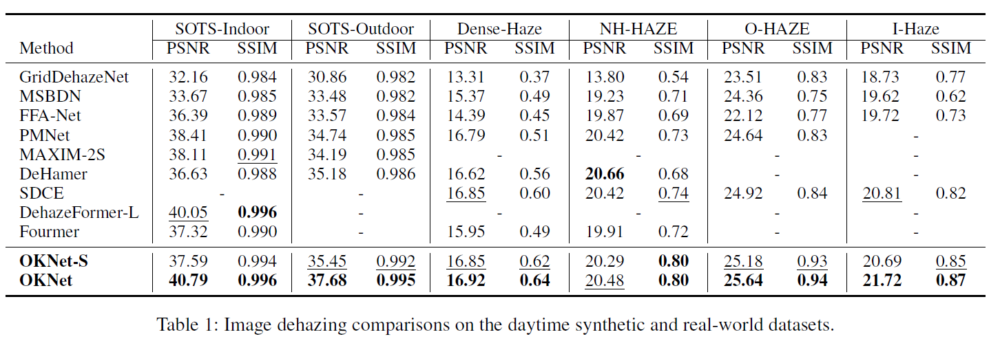 SOTS-Indoor SOTS-Outdoor Dense-Haze NH-HAZE O-HAZE I-Haze
Method PSNR SSIM PSNR SSIM PSNR SSIM PSNR SSIM PSNR SSIM PSNR SSIM
GridDehazeNet 32.16 0.984 30.86 0.982 13.31 0.37 13.80 0.54 23.51 0.83 18.73 0.77
MSBDN 33.67 0.985 33.48 0.982 15.37 0.49 19.23 0.71 24.36 0.75 19.62 0.62
FFA-Net 36.39 0.989 33.57 0.984 14.39 0.45 19.87 0.69 22.12 0.77 19.72 0.73
PMNet 38.41 0.990 34.74 0.985 16.79 0.51 20.42 0.73 24.64 0.83 -
MAXIM-2S 38.11 0.991 34.19 0.985 - - - -
DeHamer 36.63 0.988 35.18 0.986 16.62 0.56 20.66 0.68 - -
SDCE - - 16.85 0.60 20.42 0.74 24.92 0.84 20.81 0.82
DehazeFormer-L 40.05 0.996 - - - - -
Fourmer 37.32 0.990 - 15.95 0.49 19.91 0.72 - -
OKNet-S 37.59 0.994 35.45 0.992 16.85 0.62 20.29 0.80 25.18 0.93 20.69 0.85
OKNet 40.79 0.996 37.68 0.995 16.92 0.64 20.48 0.80 25.64 0.94 21.72 0.87
Table 1: Image dehazing comparisons on the daytime synthetic and real-world datasets.